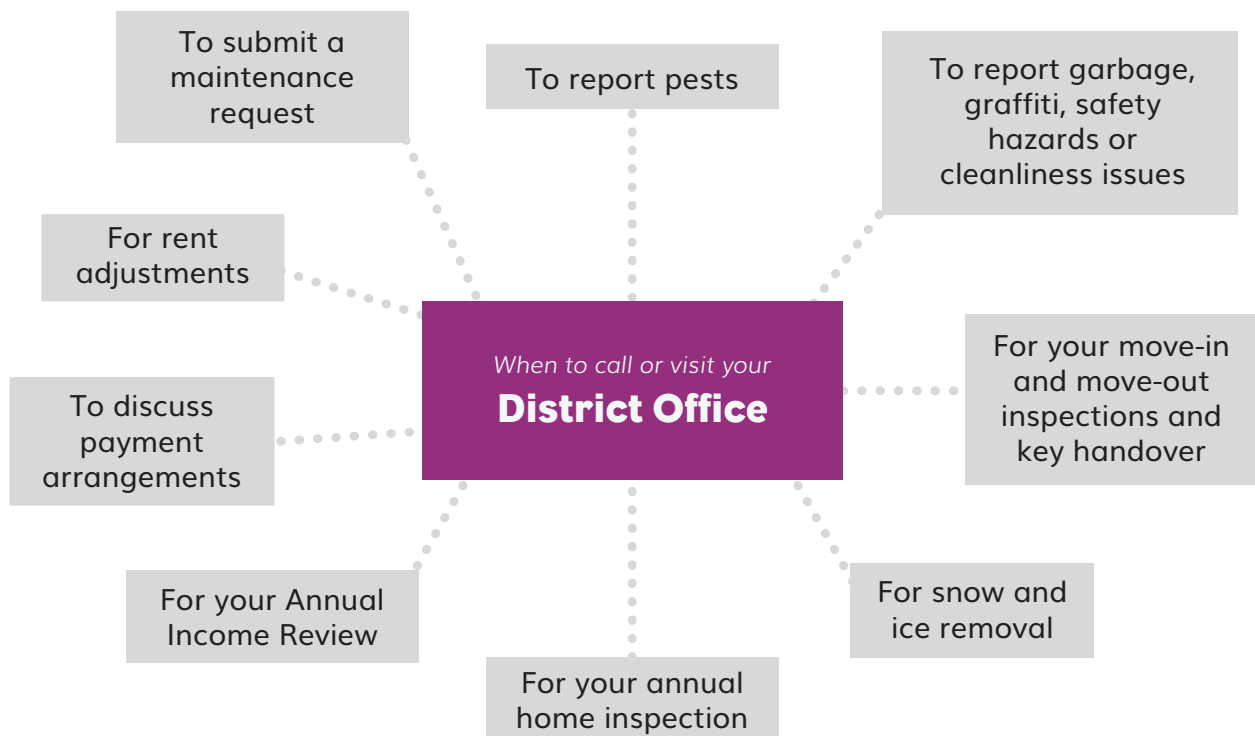 To submit a
maintenance
request
To report pests
To report garbage,
graffiti, safety
hazards or
cleanliness issues
For rent
adjustments
When to call or visit your
District Office
For your move-in
and move-out
inspections and
key handover
To discuss
payment
arrangements
For your Annual
Income Review
For your annual
home inspection
For snow and
ice removal